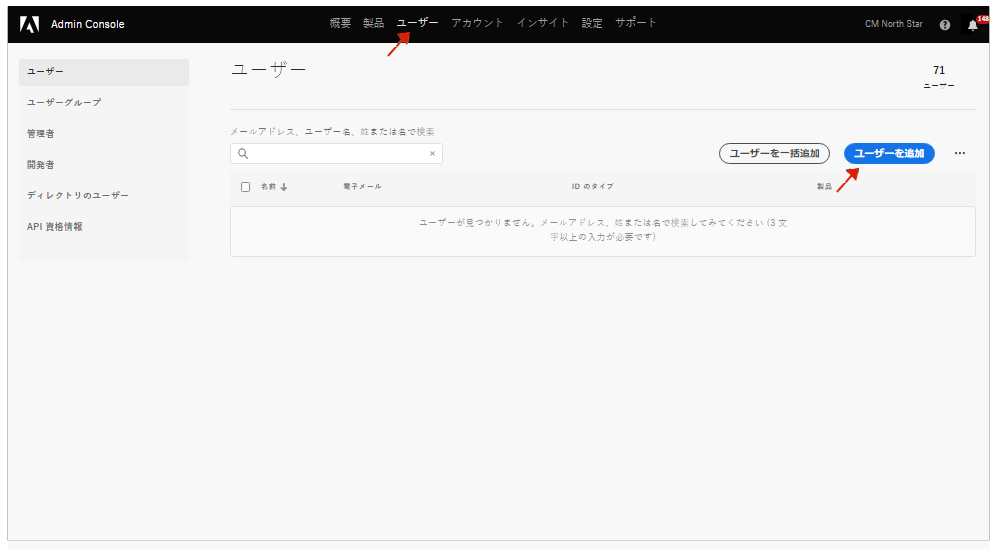 Admin Console
概要 製品 ユーザー アカウント インサイト 設定 サポート
CM North Star
148
ユーザー
ユーザーグループ
管理者
開発者
ディレクトリのユーザー
API 資格情報
ユーザー
71
ユーザー
メールアドレス、ユーザー名、姓または名で検索
ユーザーを一括追加
ユーザーを追加
名前 電子メール ID のタイプ 製品
ユーザーが見つかりません。メールアドレス、姓または名で検索してみてください (3 文
字以上の入力が必要です)